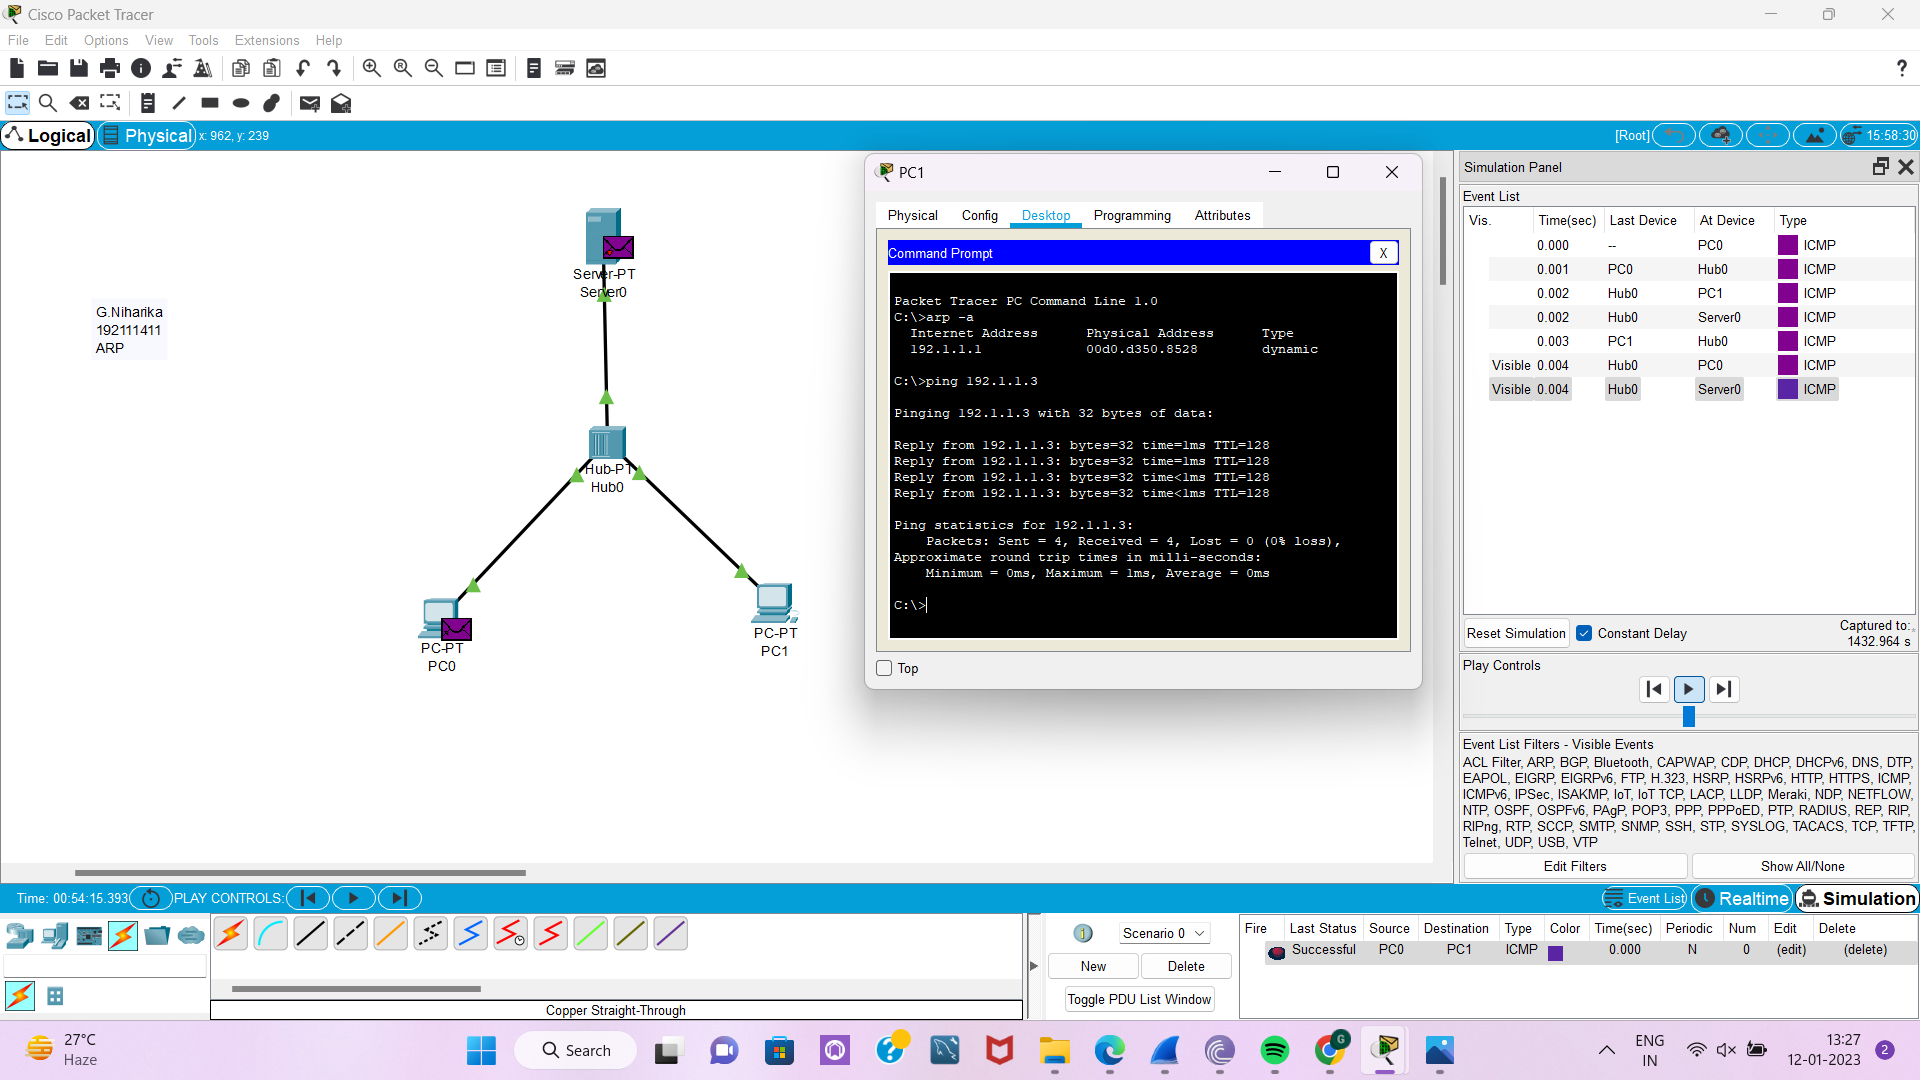 Cisco Packet Tracer
File Edit Options View Tools Extensions Help
?
Logical Physical x: 962, y: 239
[Root] 15:58:30
G.Niharika
192111411
ARP
Server-PT
Server0
Hub-PT
Hub0
PC-PT
PC0
PC-PT
PC1
PC1
Physical Config Desktop Programming Attributes
Command Prompt X
Packet Tracer PC Command Line 1.0
C:\>arp -a
Internet Address Physical Address Type
192.1.1.1 00d0.d350.8528 dynamic
C:\>ping 192.1.1.3
Pinging 192.1.1.3 with 32 bytes of data:
Reply from 192.1.1.3: bytes=32 time=1ms TTL=128
Reply from 192.1.1.3: bytes=32 time=1ms TTL=128
Reply from 192.1.1.3: bytes=32 time<1ms TTL=128
Reply from 192.1.1.3: bytes=32 time<1ms TTL=128
Ping statistics for 192.1.1.3:
Packets: Sent = 4, Received = 4, Lost = 0 (0% loss),
Approximate round trip times in milli-seconds:
Minimum = 0ms, Maximum = 1ms, Average = 0ms
C:\>
Top
Simulation Panel
Event List
Vis. Time(sec) Last Device At Device Type
0.000 -- PC0 ICMP
0.001 PC0 Hub0 ICMP
0.002 Hub0 PC1 ICMP
0.002 Hub0 Server0 ICMP
0.003 PC1 Hub0 ICMP
Visible 0.004 Hub0 PC0 ICMP
Visible 0.004 Hub0 Server0 ICMP
Reset Simulation Constant Delay Captured to:
1432.964 s
Play Controls
Event List Filters - Visible Events
ACL Filter, ARP, BGP, Bluetooth, CAPWAP, CDP, DHCP, DHCPv6, DNS, DTP,
EAPOL, EIGRP, EIGRPv6, FTP, H.323, HSRP, HSRPv6, HTTP, HTTPS, ICMP,
ICMPv6, IPSec, ISAKMP, IoT, IoT TCP, LACP, LLDP, Meraki, NDP, NETFLOW,
NTP, OSPF, OSPFv6, PAgP, POP3, PPP, PPPoED, PTP, RADIUS, REP, RIP,
RIPng, RTP, SCCP, SMTP, SNMP, SSH, STP, SYSLOG, TACACS, TCP, TFTP,
Telnet, UDP, USB, VTP
Edit Filters Show All/None
Time: 00:54:15.393 PLAY CONTROLS:
Event List Realtime Simulation
Copper Straight-Through
Scenario 0
New Delete
Toggle PDU List Window
Fire Last Status Source Destination Type Color Time(sec) Periodic Num Edit Delete
Successful PC0 PC1 ICMP 0.000 N 0 (edit) (delete)
27°C
Haze
Search
G
ENG
IN
13:27
12-01-2023
2